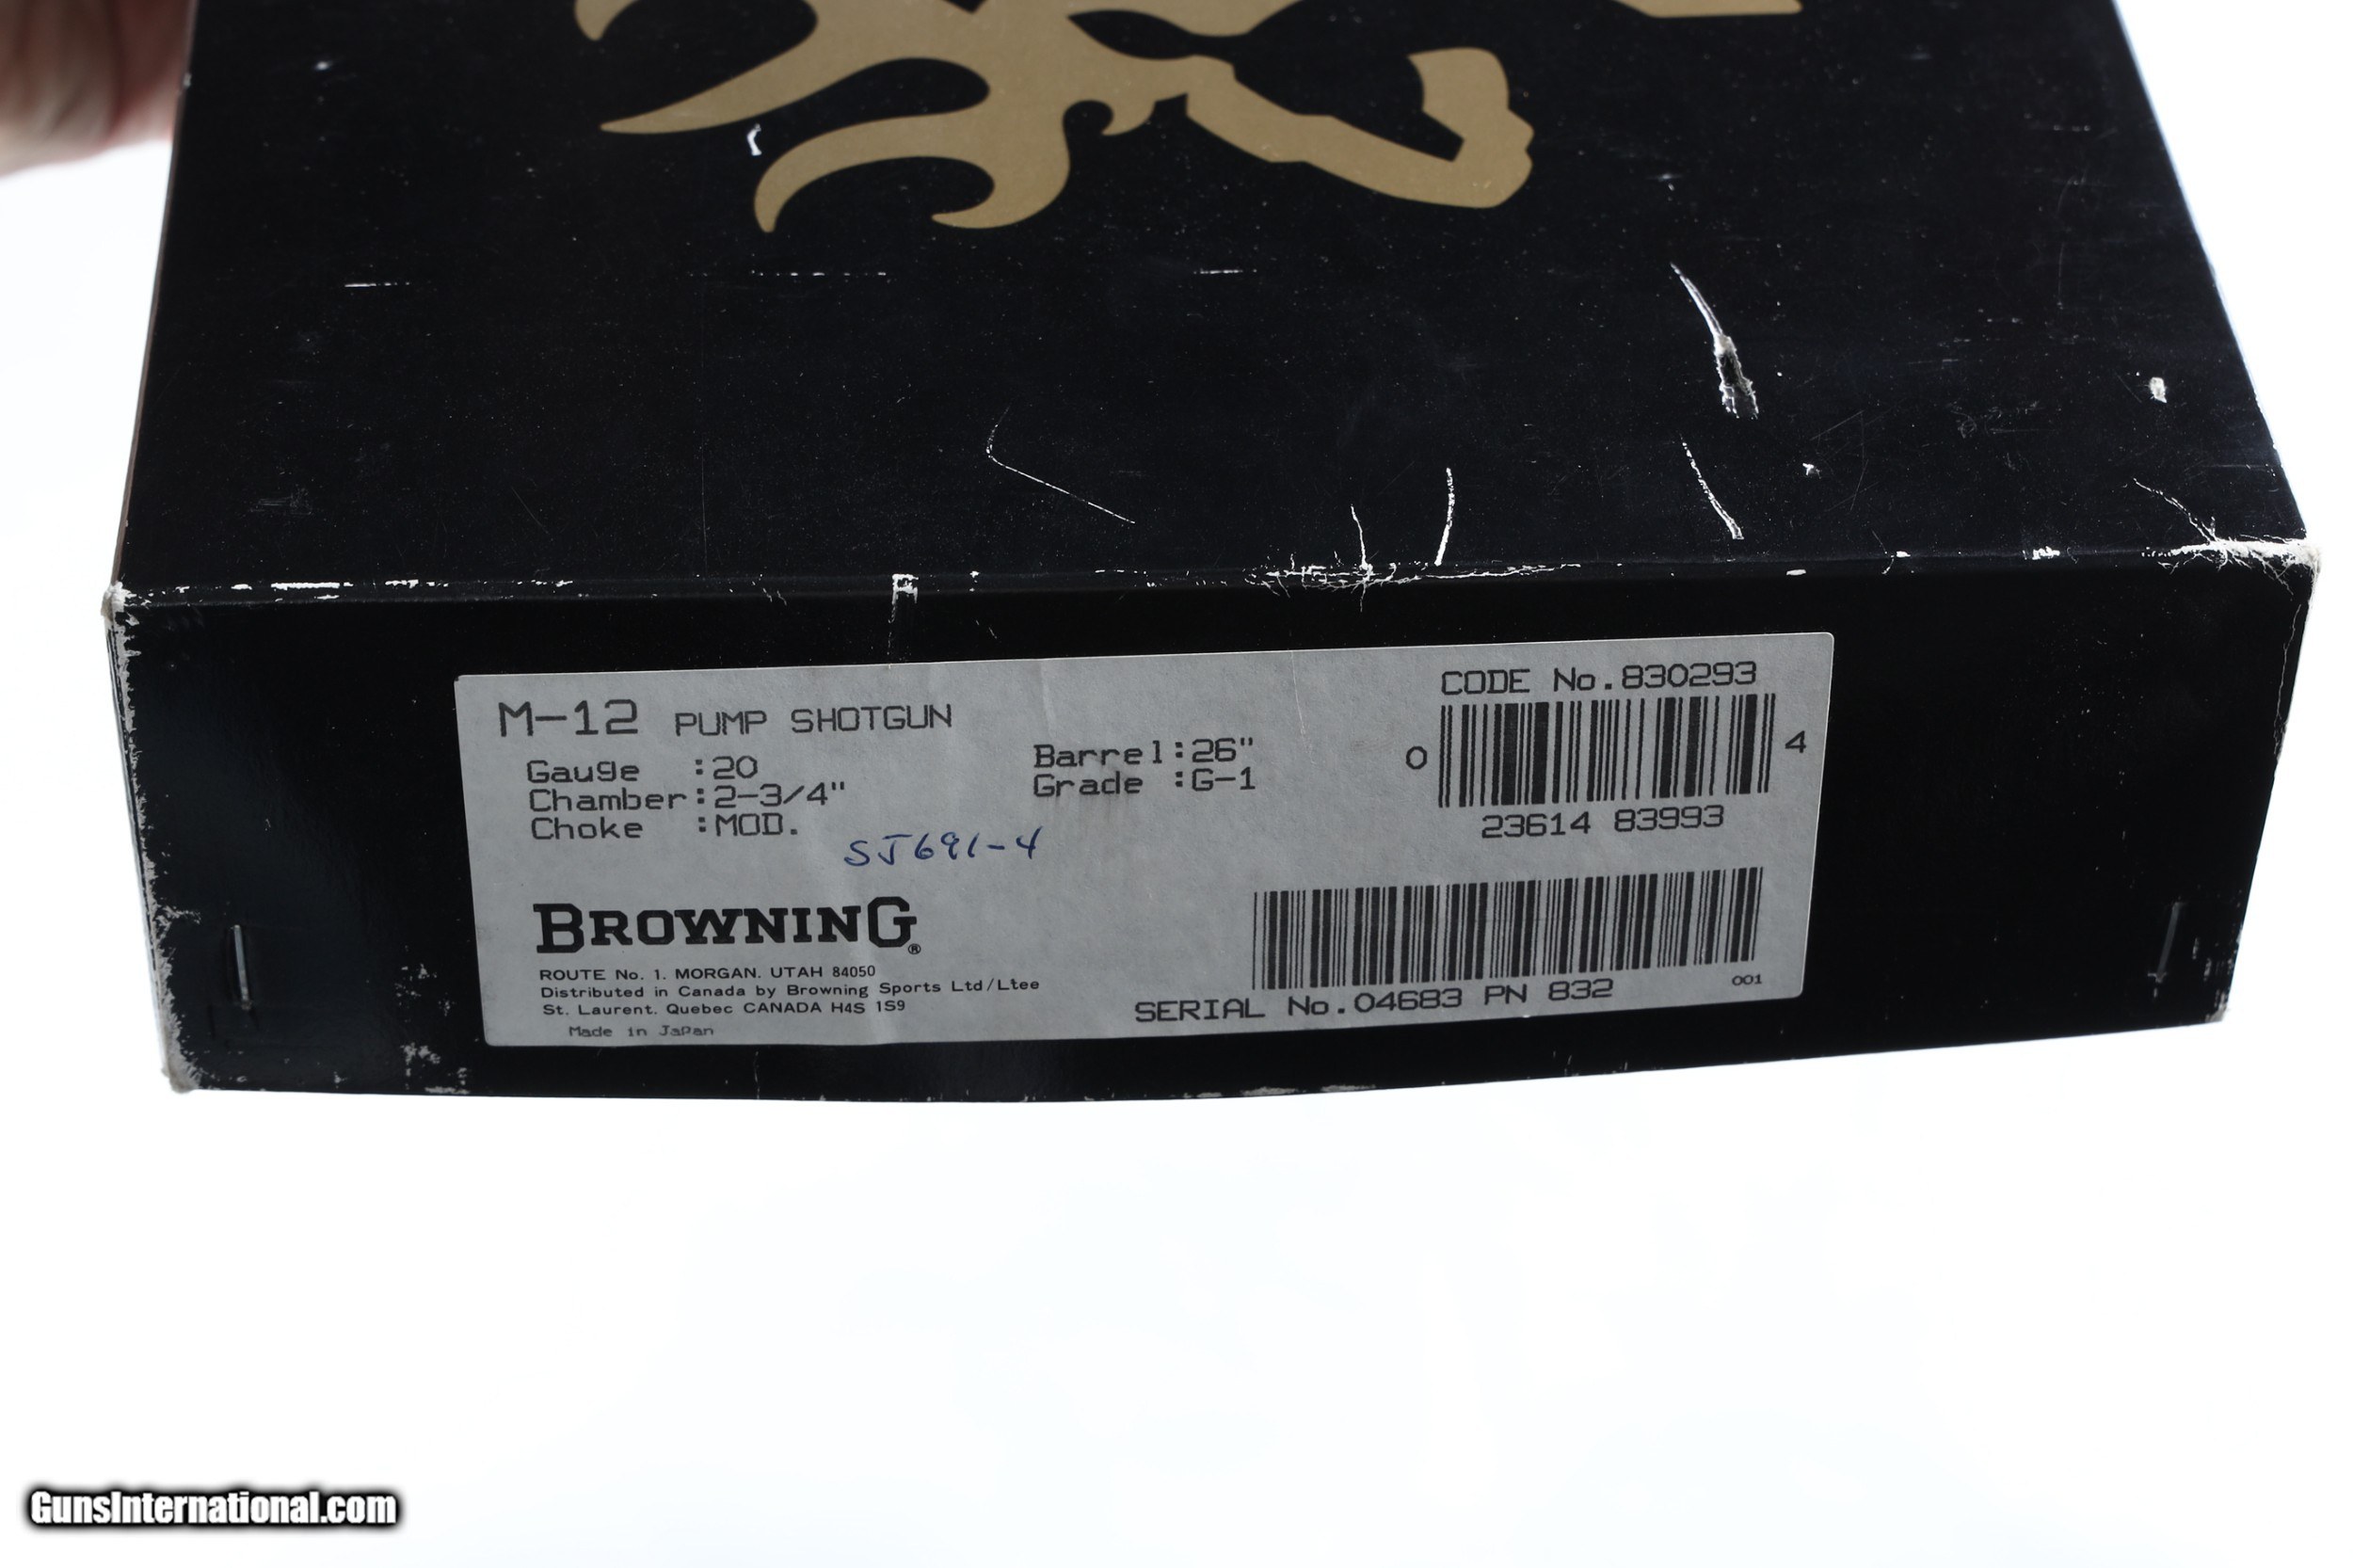 M-12 PUMP SHOTGUN
Gauge :20
Chamber:2-3/4"
Choke :MOD.
Barrel:26"
Grade :G-1
CODE No.830293
0 4
23614 83993
SJ691-4
BROWNING®
ROUTE No. 1. MORGAN. UTAH 84050
Distributed in Canada by Browning Sports Ltd/Ltee
St. Laurent. Quebec CANADA H4S 1S9
Made in Japan
SERIAL No.04683 PN 832
001
GunsInternational.com